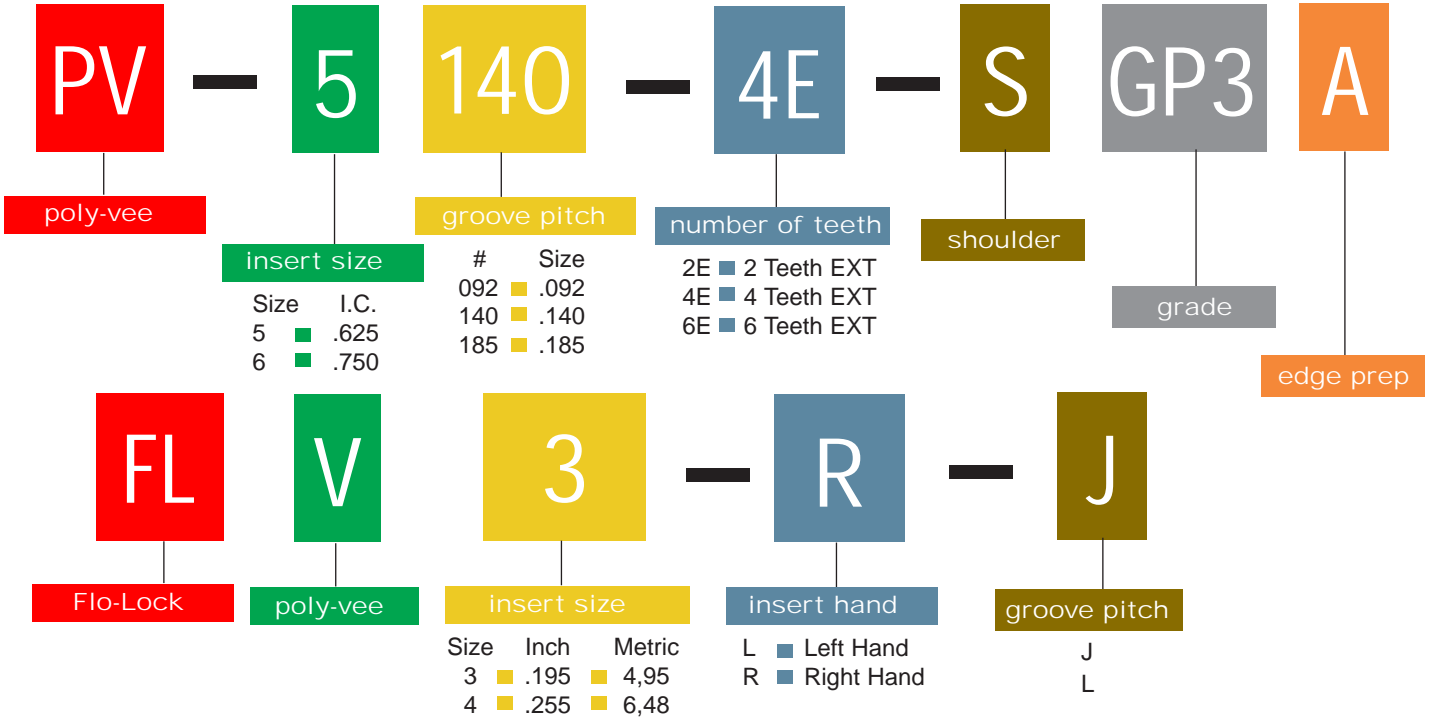 PV - 5 140 - 4E - S GP3 A
poly-vee
insert size
Size I.C.
5 .625
6 .750
groove pitch
# Size
092 .092
140 .140
185 .185
number of teeth
2E 2 Teeth EXT
4E 4 Teeth EXT
6E 6 Teeth EXT
shoulder
grade
edge prep
FL V 3 - R - J
Flo-Lock
poly-vee
insert size
Size Inch Metric
3 .195 4,95
4 .255 6,48
insert hand
L Left Hand
R Right Hand
groove pitch
J
L